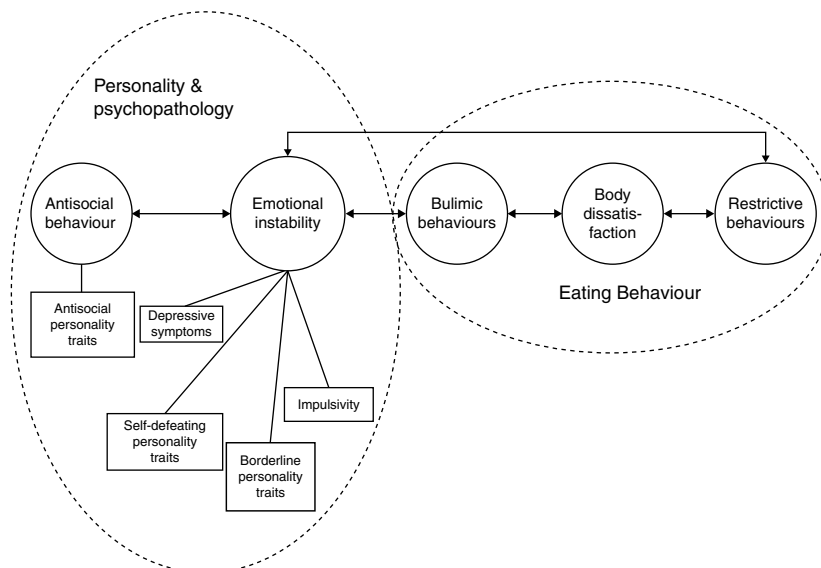 Personality &
psychopathology
Antisocial
behaviour
Emotional
instability
Bulimic
behaviours
Body
dissatis-
faction
Restrictive
behaviours
Eating Behaviour
Antisocial
personality
traits
Depressive
symptoms
Impulsivity
Self-defeating
personality
traits
Borderline
personality
traits